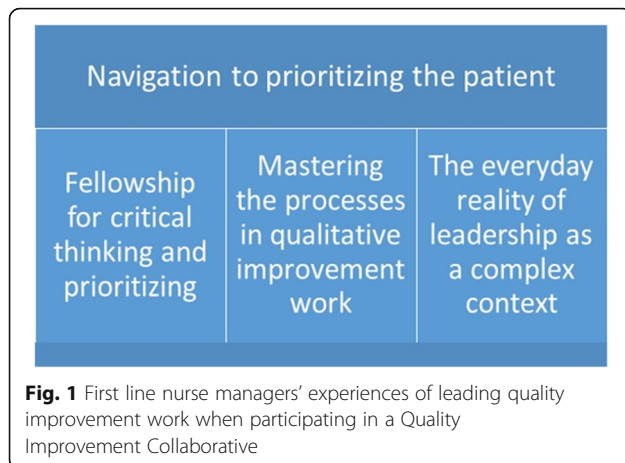 Navigation to prioritizing the patient
Fellowship
for critical
thinking and
prioritizing
Mastering
the processes
in qualitative
improvement
work
The everyday
reality of
leadership as
a complex
context
Fig. 1 First line nurse managers’ experiences of leading quality
improvement work when participating in a Quality
Improvement Collaborative